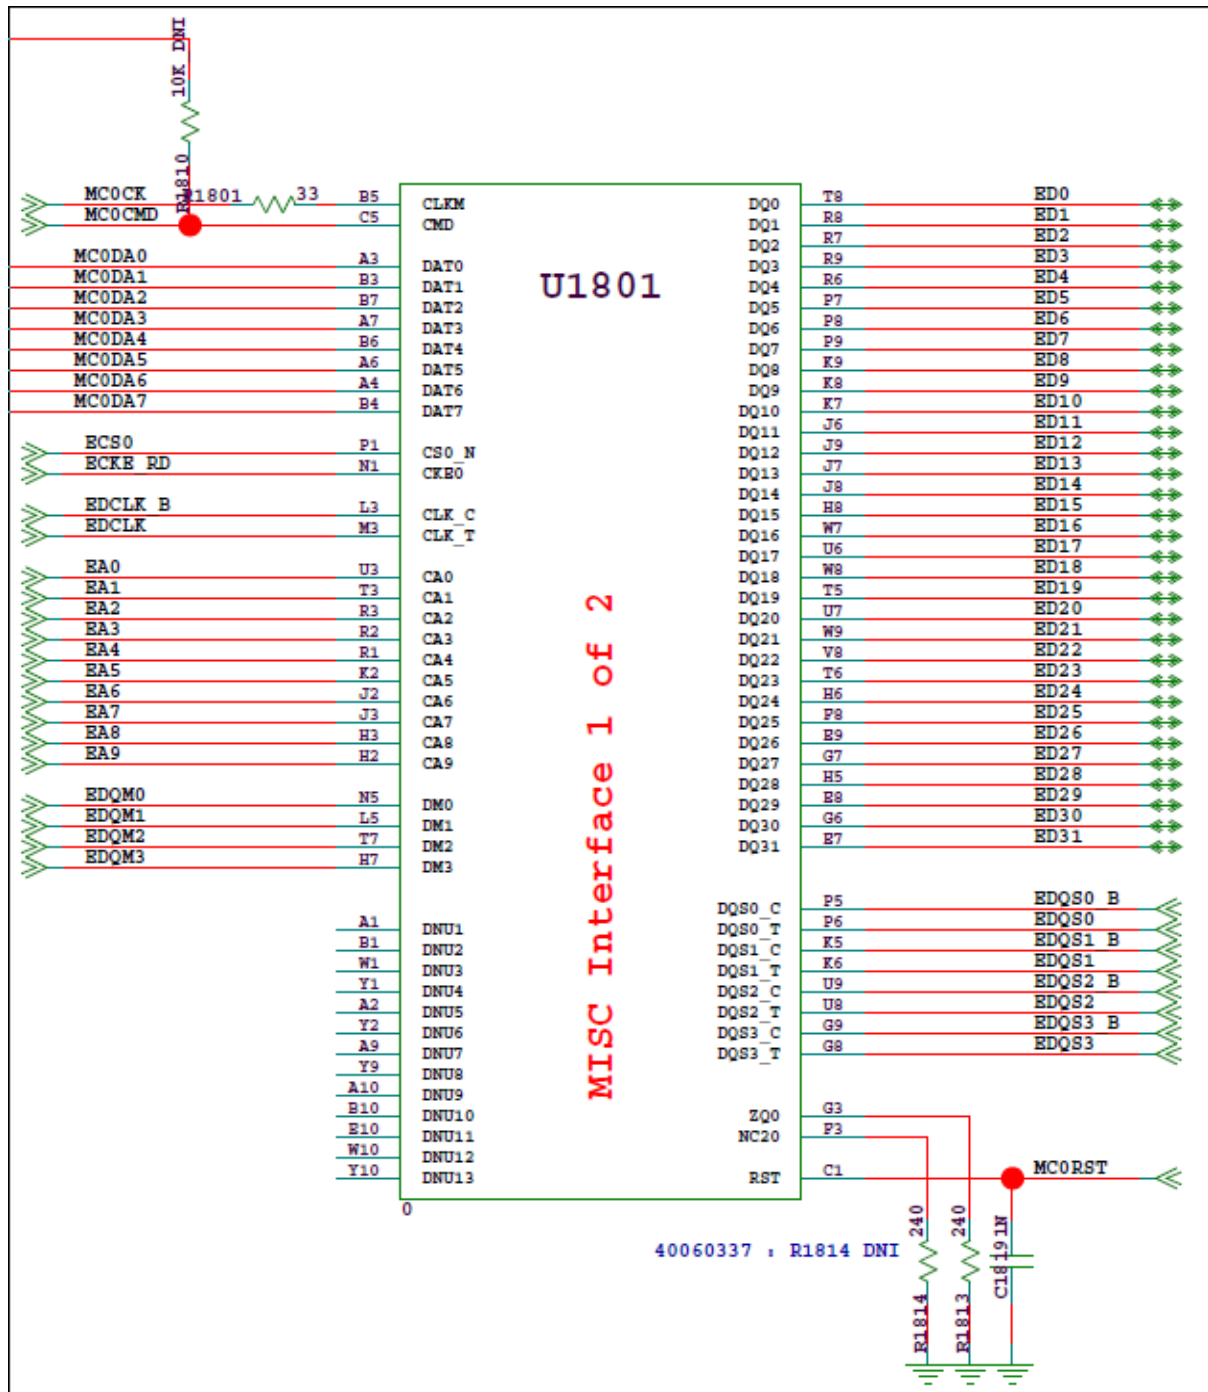 10K DNI
R1810
MC0CK R1801 33 B5 CLKM DQ0 T8 ED0
MC0CMD C5 CMD DQ1 R8 ED1
DQ2 R7 ED2
MC0DA0 A3 DAT0 DQ3 R9 ED3
MC0DA1 B3 DAT1 DQ4 R6 ED4
MC0DA2 B7 DAT2 DQ5 P7 ED5
MC0DA3 A7 DAT3 DQ6 P8 ED6
MC0DA4 B6 DAT4 DQ7 P9 ED7
MC0DA5 A6 DAT5 DQ8 K9 ED8
MC0DA6 A4 DAT6 DQ9 K8 ED9
MC0DA7 B4 DAT7 DQ10 K7 ED10
DQ11 J6 ED11
ECS0 P1 CS0_N DQ12 J9 ED12
ECKE_RD N1 CKE0 DQ13 J7 ED13
DQ14 J8 ED14
EDCLK_B L3 CLK_C DQ15 H8 ED15
EDCLK M3 CLK_T DQ16 W7 ED16
DQ17 U6 ED17
EA0 U3 CA0 DQ18 W8 ED18
EA1 T3 CA1 DQ19 T5 ED19
EA2 R3 CA2 DQ20 U7 ED20
EA3 R2 CA3 DQ21 W9 ED21
EA4 R1 CA4 DQ22 V8 ED22
EA5 K2 CA5 DQ23 T6 ED23
EA6 J2 CA6 DQ24 H6 ED24
EA7 J3 CA7 DQ25 F8 ED25
EA8 H3 CA8 DQ26 E9 ED26
EA9 H2 CA9 DQ27 G7 ED27
DQ28 H5 ED28
EDQM0 N5 DM0 DQ29 E8 ED29
EDQM1 L5 DM1 DQ30 G6 ED30
EDQM2 T7 DM2 DQ31 E7 ED31
EDQM3 H7 DM3
DQS0_C P5 EDQS0_B
A1 DNU1 DQS0_T P6 EDQS0
B1 DNU2 DQS1_C K5 EDQS1_B
W1 DNU3 DQS1_T K6 EDQS1
Y1 DNU4 DQS2_C U9 EDQS2_B
A2 DNU5 DQS2_T U8 EDQS2
Y2 DNU6 DQS3_C G9 EDQS3_B
A9 DNU7 DQS3_T G8 EDQS3
Y9 DNU8
A10 DNU9
B10 DNU10 ZQ0 G3
E10 DNU11 NC20 F3
W10 DNU12
Y10 DNU13 RST C1 MC0RST
U1801
MISC Interface 1 of 2
0
40060337 : R1814 DNI
240
R1814
240
R1813
1N
C1819